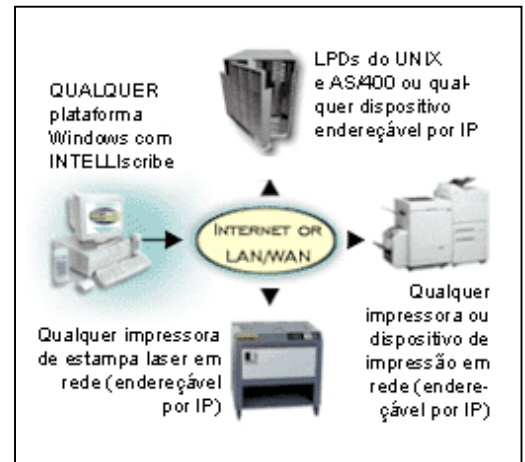 LPDs do UNIX
e AS/400 ou qual-
quer dispositivo
endereçável por IP
QUALQUER
plataforma
Windows com
INTELLIscribe
INTERNET OR
LAN/WAN
Qualquer impressora
de estampa laser em
rede (endereçável
por IP)
Qualquer
impressora ou
dispositivo de
impressão em
rede (endere-
çável por IP)